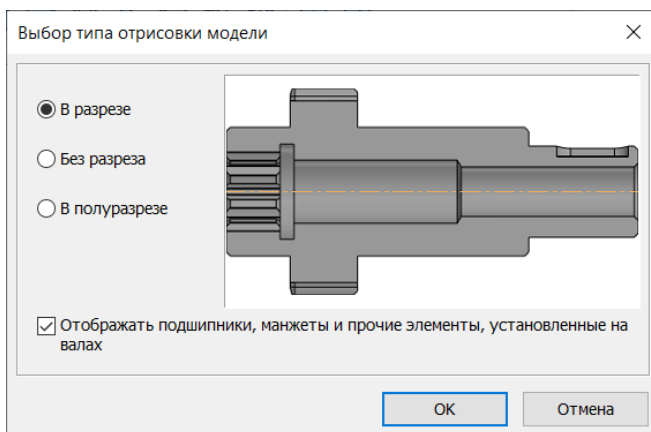 Выбор типа отрисовки модели
В разрезе
Без разреза
В полуразрезе
Отображать подшипники, манжеты и прочие элементы, установленные на
валах
OK
Отмена